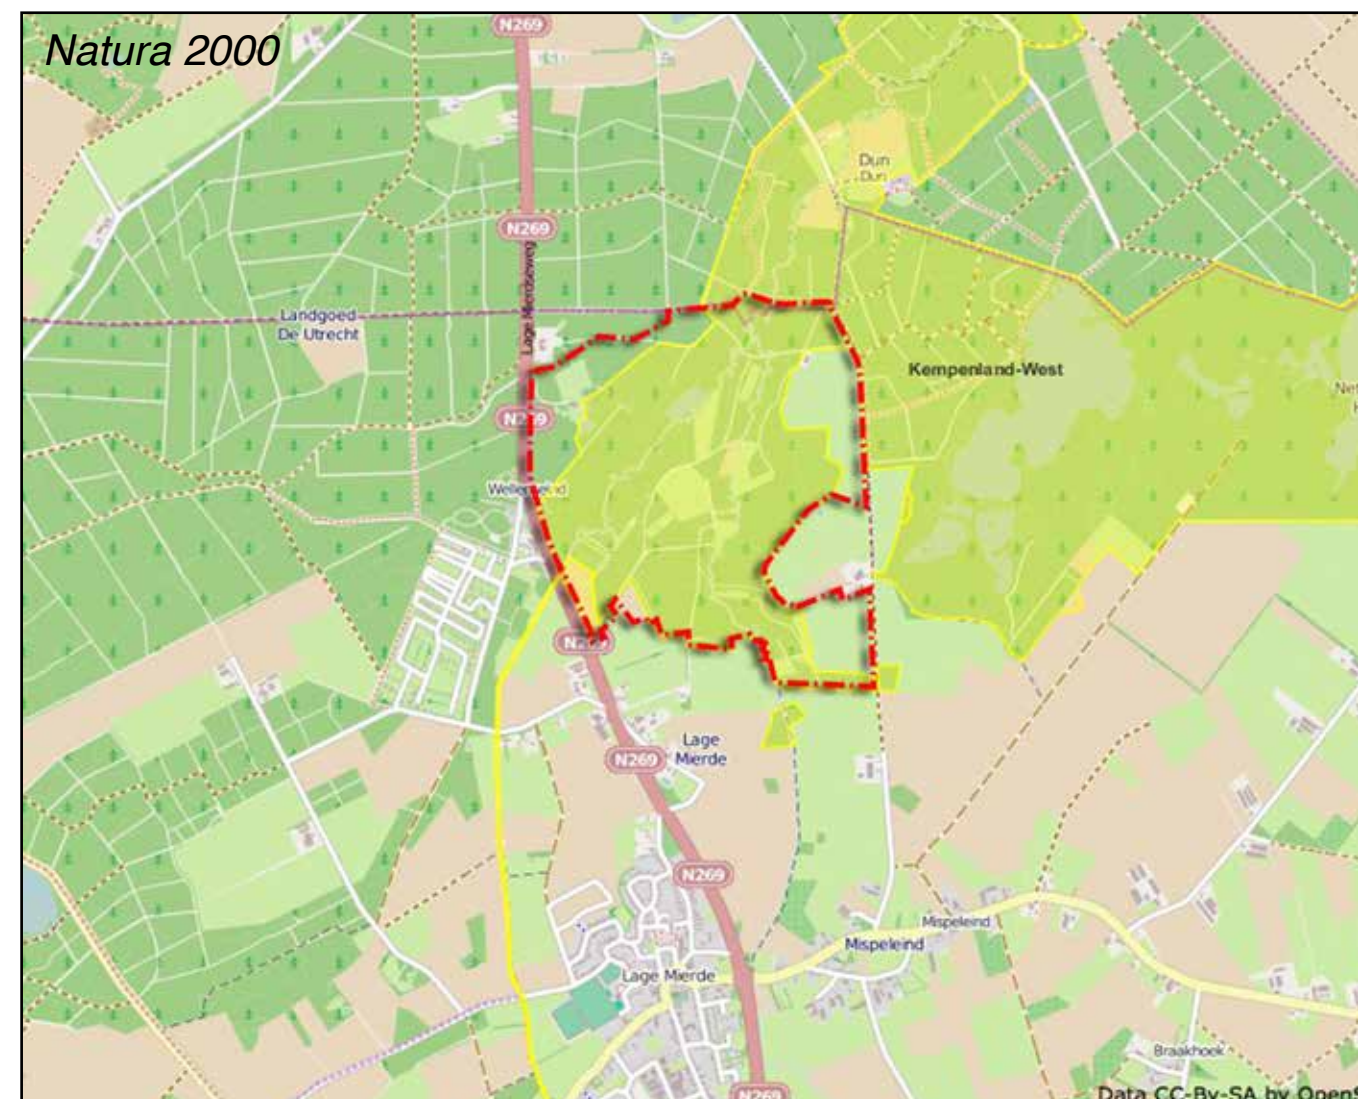 Natura 2000
N269
Dun
Dun
N269
Lage Mierdseweg
Landgoed
De Utrecht
Kempenland-West
N269
N269
Lage
Mierde
N269
N269
Mispeleind
Mispeleind
Lage Mierde
Braakhoek
N269
Data CC-By-SA by OpenS